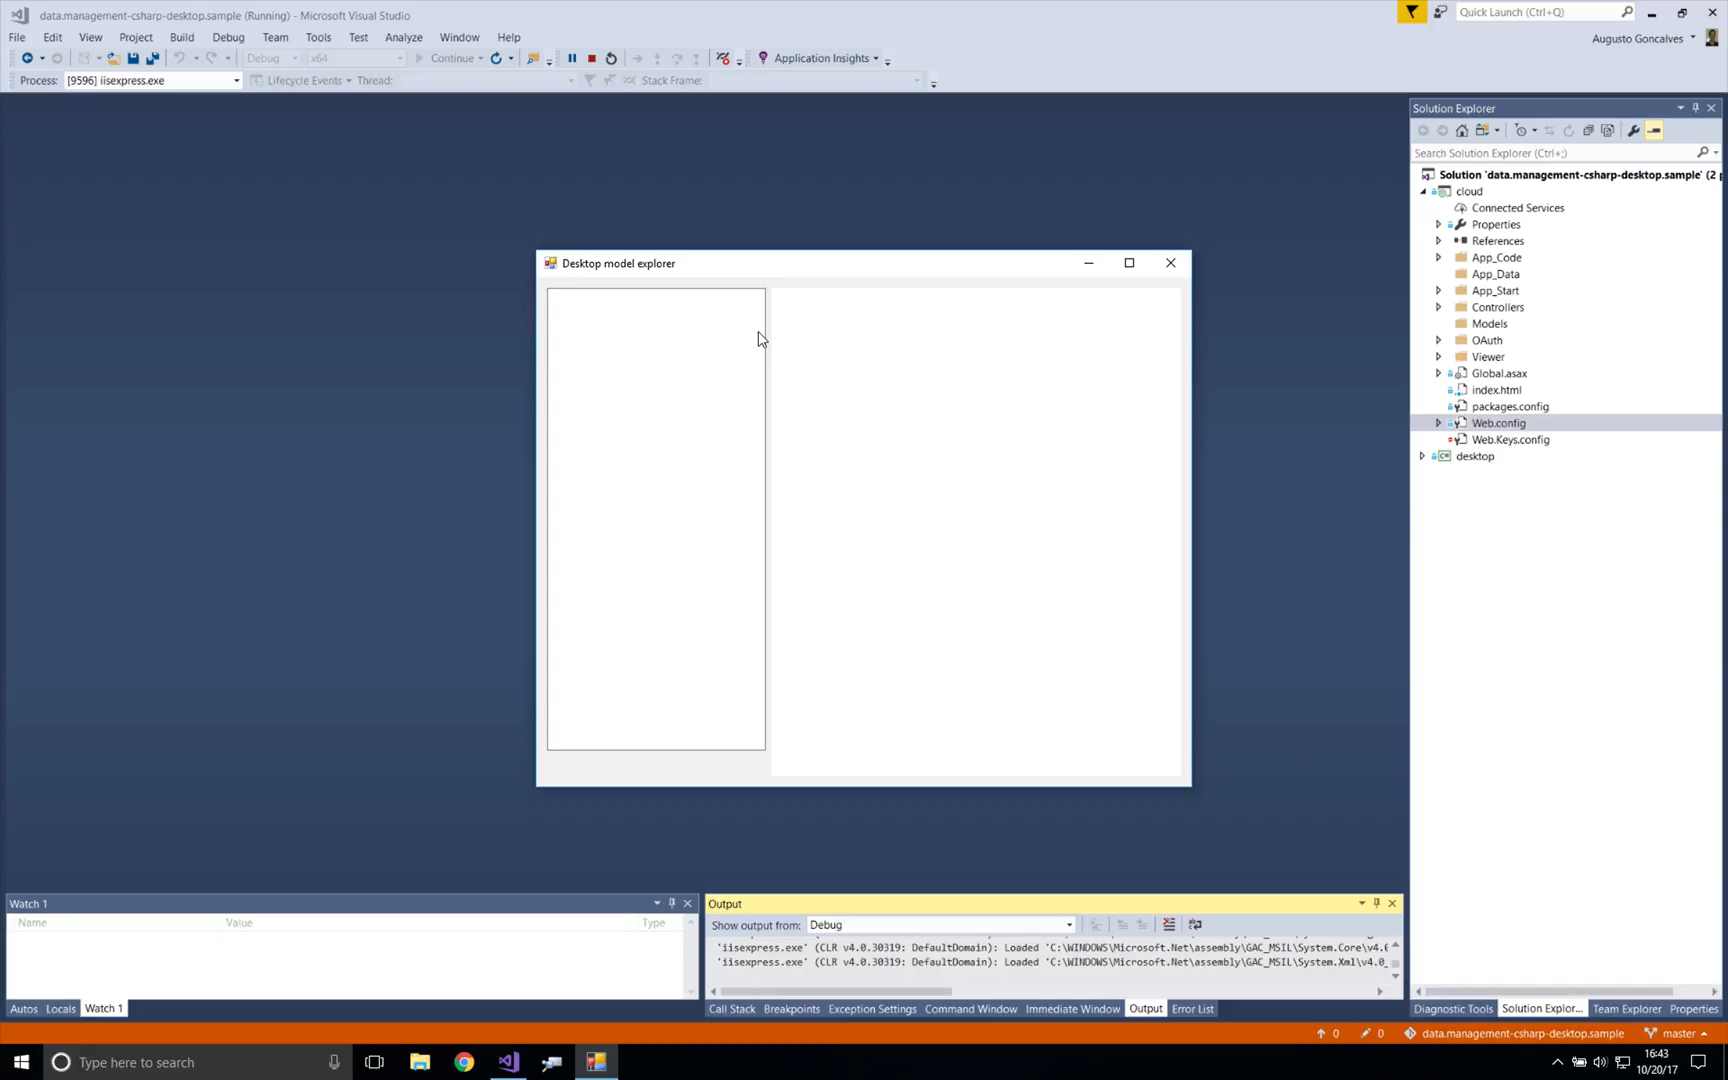 data.management-csharp-desktop.sample (Running) - Microsoft Visual Studio
Quick Launch (Ctrl+Q)
File Edit View Project Build Debug Team Tools Test Analyze Window Help
Augusto Goncalves
Debug x64 Continue Application Insights
Process: [9596] iisexpress.exe Lifecycle Events Thread: Stack Frame:
Solution Explorer
Search Solution Explorer (Ctrl+;)
Solution 'data.management-csharp-desktop.sample' (2 p
cloud
Connected Services
Properties
References
App_Code
App_Data
App_Start
Controllers
Models
OAuth
Viewer
Global.asax
index.html
packages.config
Web.config
Web.Keys.config
desktop
Desktop model explorer
Watch 1
Name Value Type
Output
Show output from: Debug
'iisexpress.exe' (CLR v4.0.30319: DefaultDomain): Loaded 'C:\WINDOWS\Microsoft.Net\assembly\GAC_MSIL\System.Core\v4.0
'iisexpress.exe' (CLR v4.0.30319: DefaultDomain): Loaded 'C:\WINDOWS\Microsoft.Net\assembly\GAC_MSIL\System.Xml\v4.0_
Autos Locals Watch 1
Call Stack Breakpoints Exception Settings Command Window Immediate Window Output Error List
Diagnostic Tools Solution Explor... Team Explorer Properties
0 0 data.management-csharp-desktop.sample master
Type here to search
16:43
10/20/17